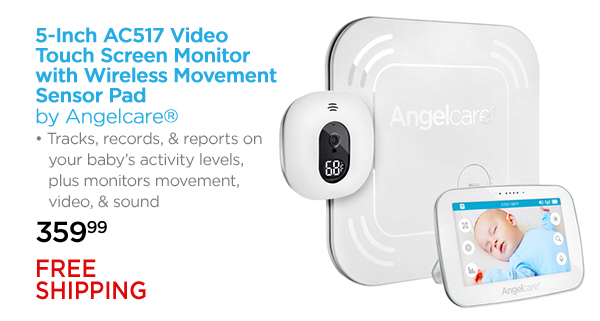 5-Inch AC517 Video
Touch Screen Monitor
with Wireless Movement
Sensor Pad
by Angelcare®
• Tracks, records, & reports on
your baby's activity levels,
plus monitors movement,
video, & sound
359⁹⁹
FREE
SHIPPING
Angelcare®
68°F
Angelcare®